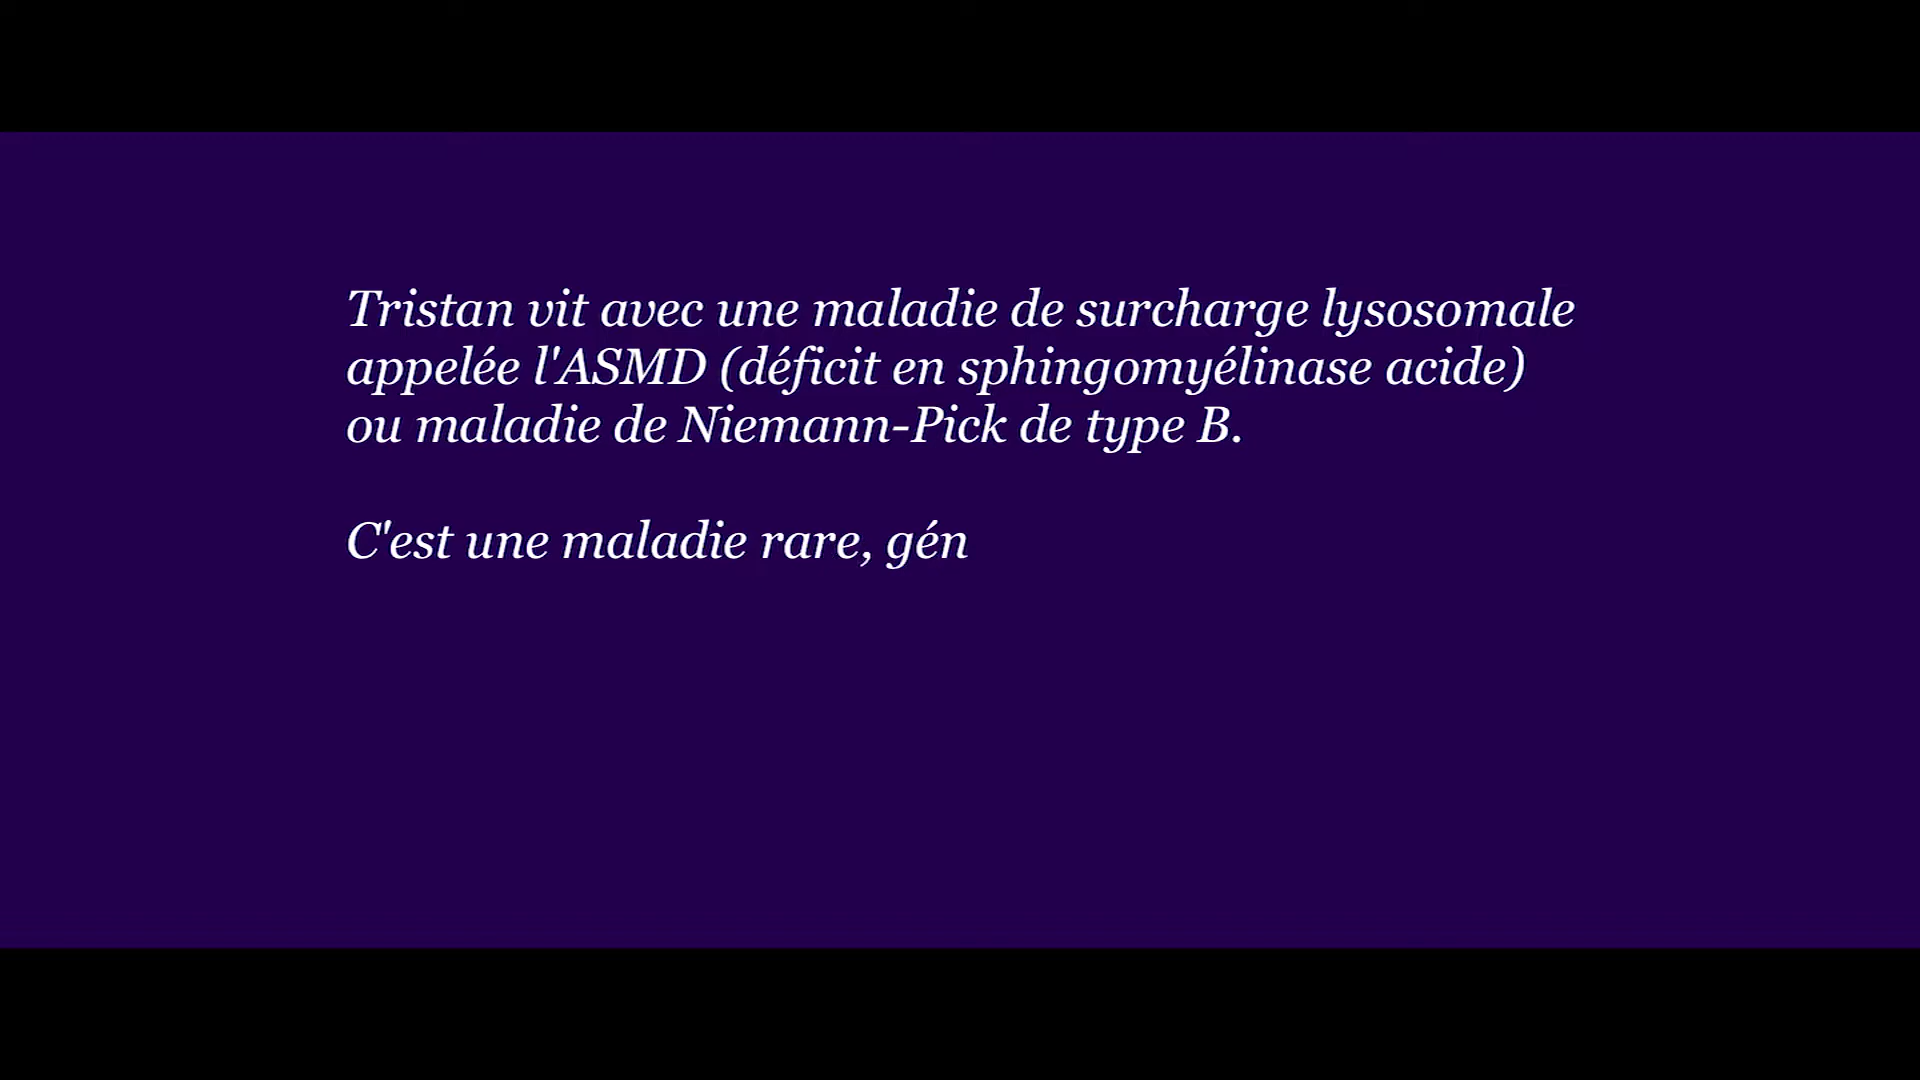 Tristan vit avec une maladie de surcharge lysosomale
appelée l'ASMD (déficit en sphingomyélinase acide)
ou maladie de Niemann-Pick de type B.
C'est une maladie rare, gén